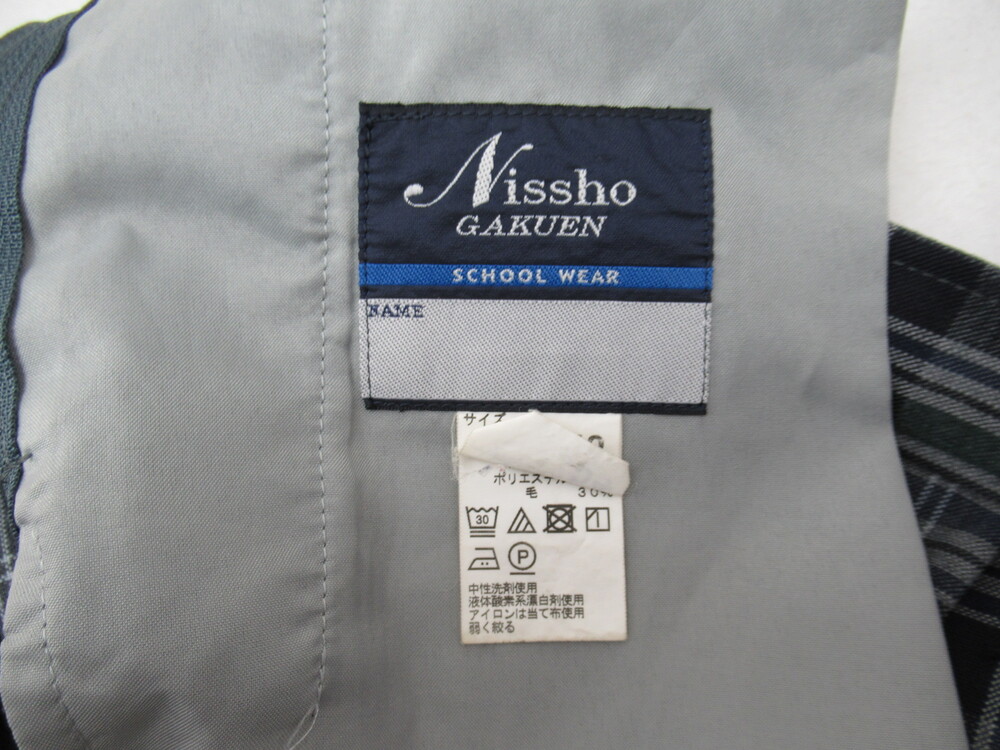 Nissho
GAKUEN
SCHOOL WEAR
NAME
サイズ
ポリエステル
毛 30%
30
P
中性洗剤使用
液体酸素系漂白剤使用
アイロンは当て布使用
弱く絞る